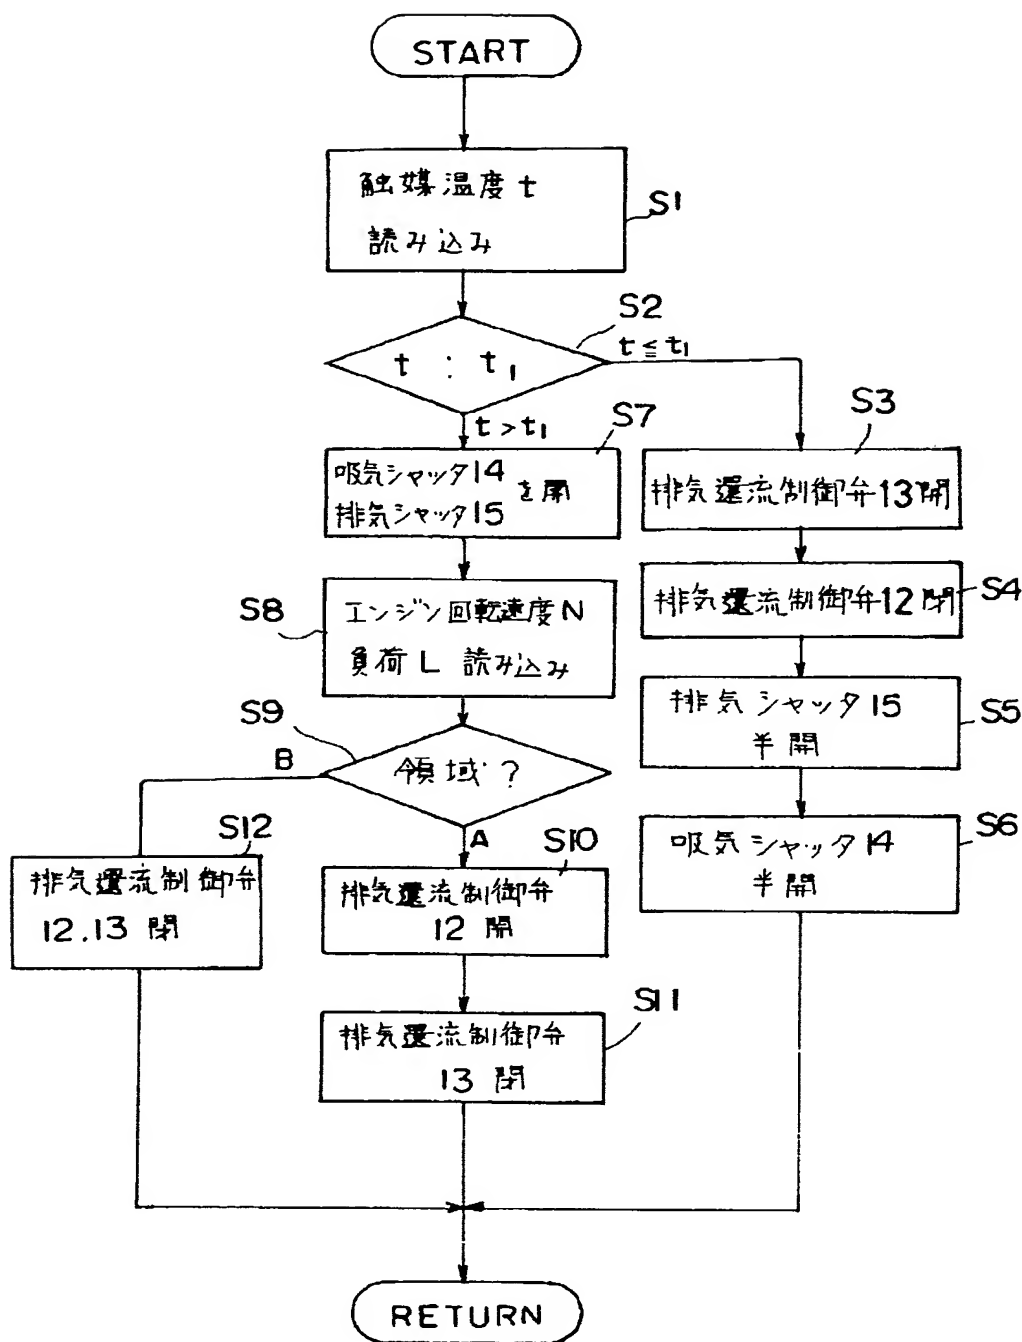 START
触媒温度 t
読み込み
S1
S2
t : t₁
t≦t₁
t>t₁
S7
吸気シャッタ14
排気シャッタ15
を開
S3
排気還流制御弁13開
S4
排気還流制御弁12閉
S8
エンジン回転速度N
負荷 L 読み込み
S5
排気シャッタ15
半開
S9
領域?
B
A
S6
吸気シャッタ14
半開
S12
排気還流制御弁
12.13 閉
S10
排気還流制御弁
12 開
S11
排気還流制御弁
13 閉
RETURN